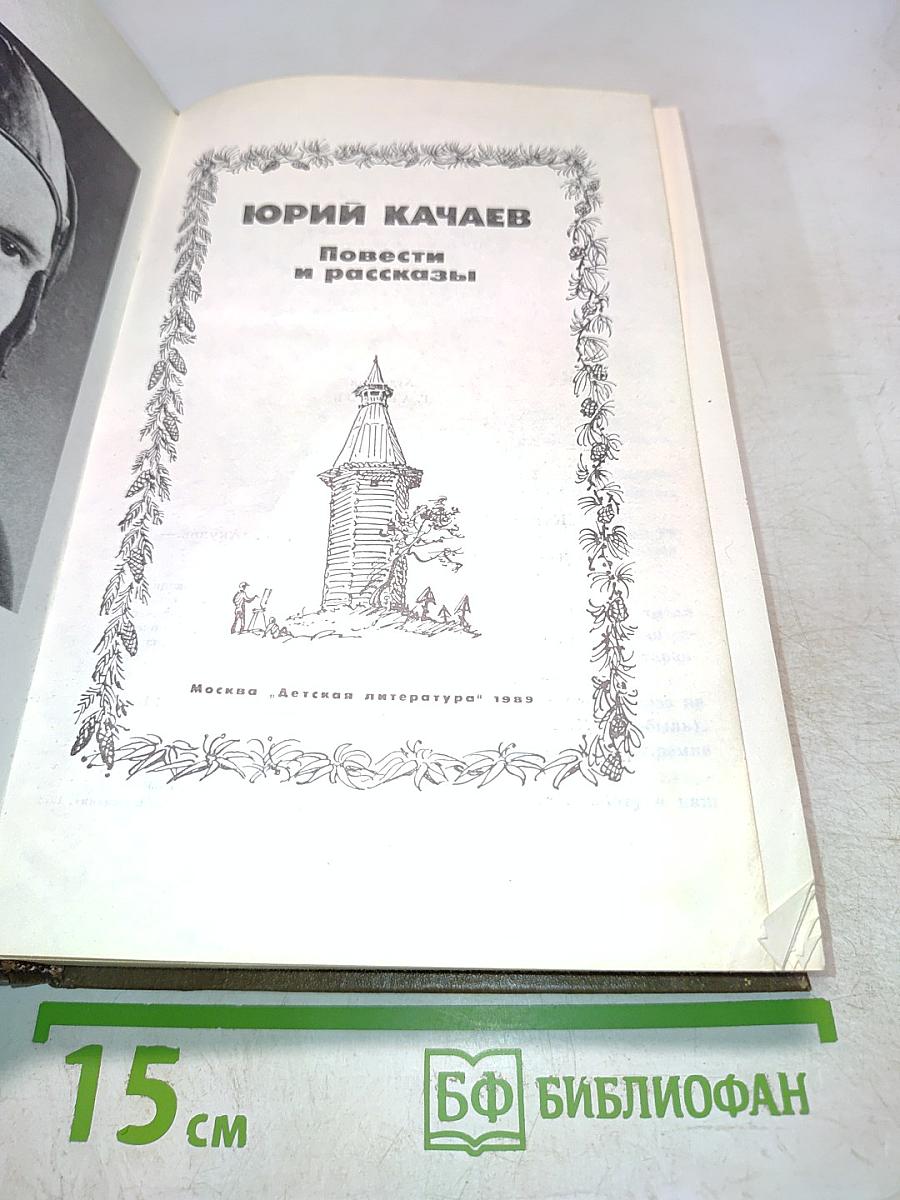 ЮРИЙ КАЧАЕВ
Повести
и рассказы
Москва „Детская литература" 1989
15 см
БФ БИБЛИОФАН